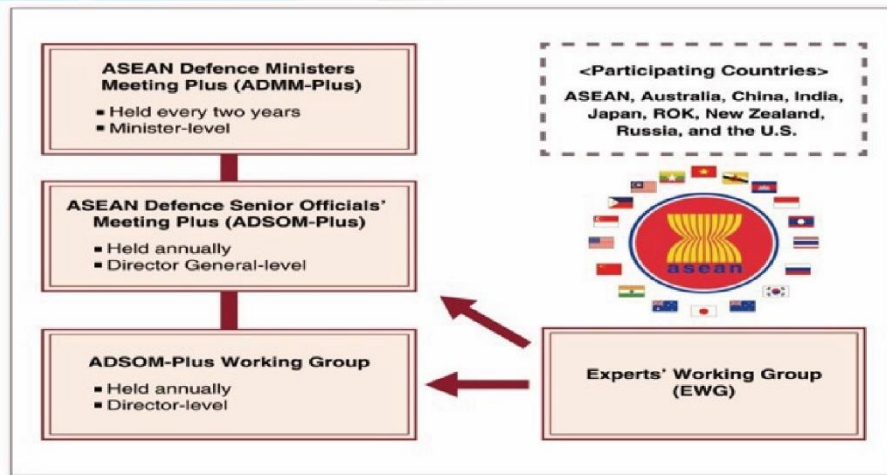 ASEAN Defence Ministers
Meeting Plus (ADMM-Plus)
▪ Held every two years
▪ Minister-level
ASEAN Defence Senior Officials'
Meeting Plus (ADSOM-Plus)
▪ Held annually
▪ Director General-level
ADSOM-Plus Working Group
▪ Held annually
▪ Director-level
<Participating Countries>
ASEAN, Australia, China, India,
Japan, ROK, New Zealand,
Russia, and the U.S.
asean
Experts' Working Group
(EWG)